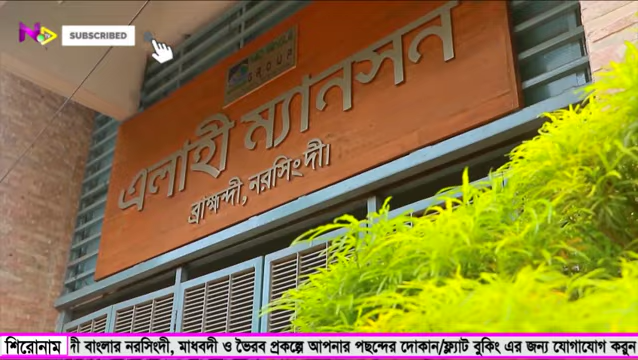 SUBSCRIBED
GROUP
এলাহী ম্যানসন
ব্রাহ্মন্দী, নরসিংদী।
শিরোনাম
দী বাংলার নরসিংদী, মাধবদী ও ভৈরব প্রকল্পে আপনার পছন্দের দোকান/ফ্ল্যাট বুকিং এর জন্য যোগাযোগ করুন